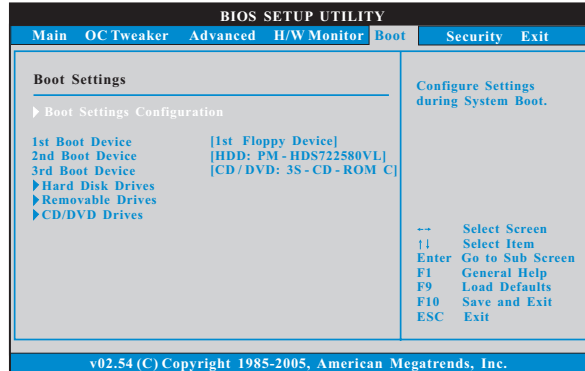 BIOS SETUP UTILITY
Main OC Tweaker Advanced H/W Monitor Boot Security Exit
Boot Settings
Boot Settings Configuration
1st Boot Device [1st Floppy Device]
2nd Boot Device [HDD: PM-HDS722580VL]
3rd Boot Device [CD/DVD: 3S-CD-ROM C]
Hard Disk Drives
Removable Drives
CD/DVD Drives
Configure Settings
during System Boot.
←→ Select Screen
↑↓ Select Item
Enter Go to Sub Screen
F1 General Help
F9 Load Defaults
F10 Save and Exit
ESC Exit
v02.54 (C) Copyright 1985-2005, American Megatrends, Inc.